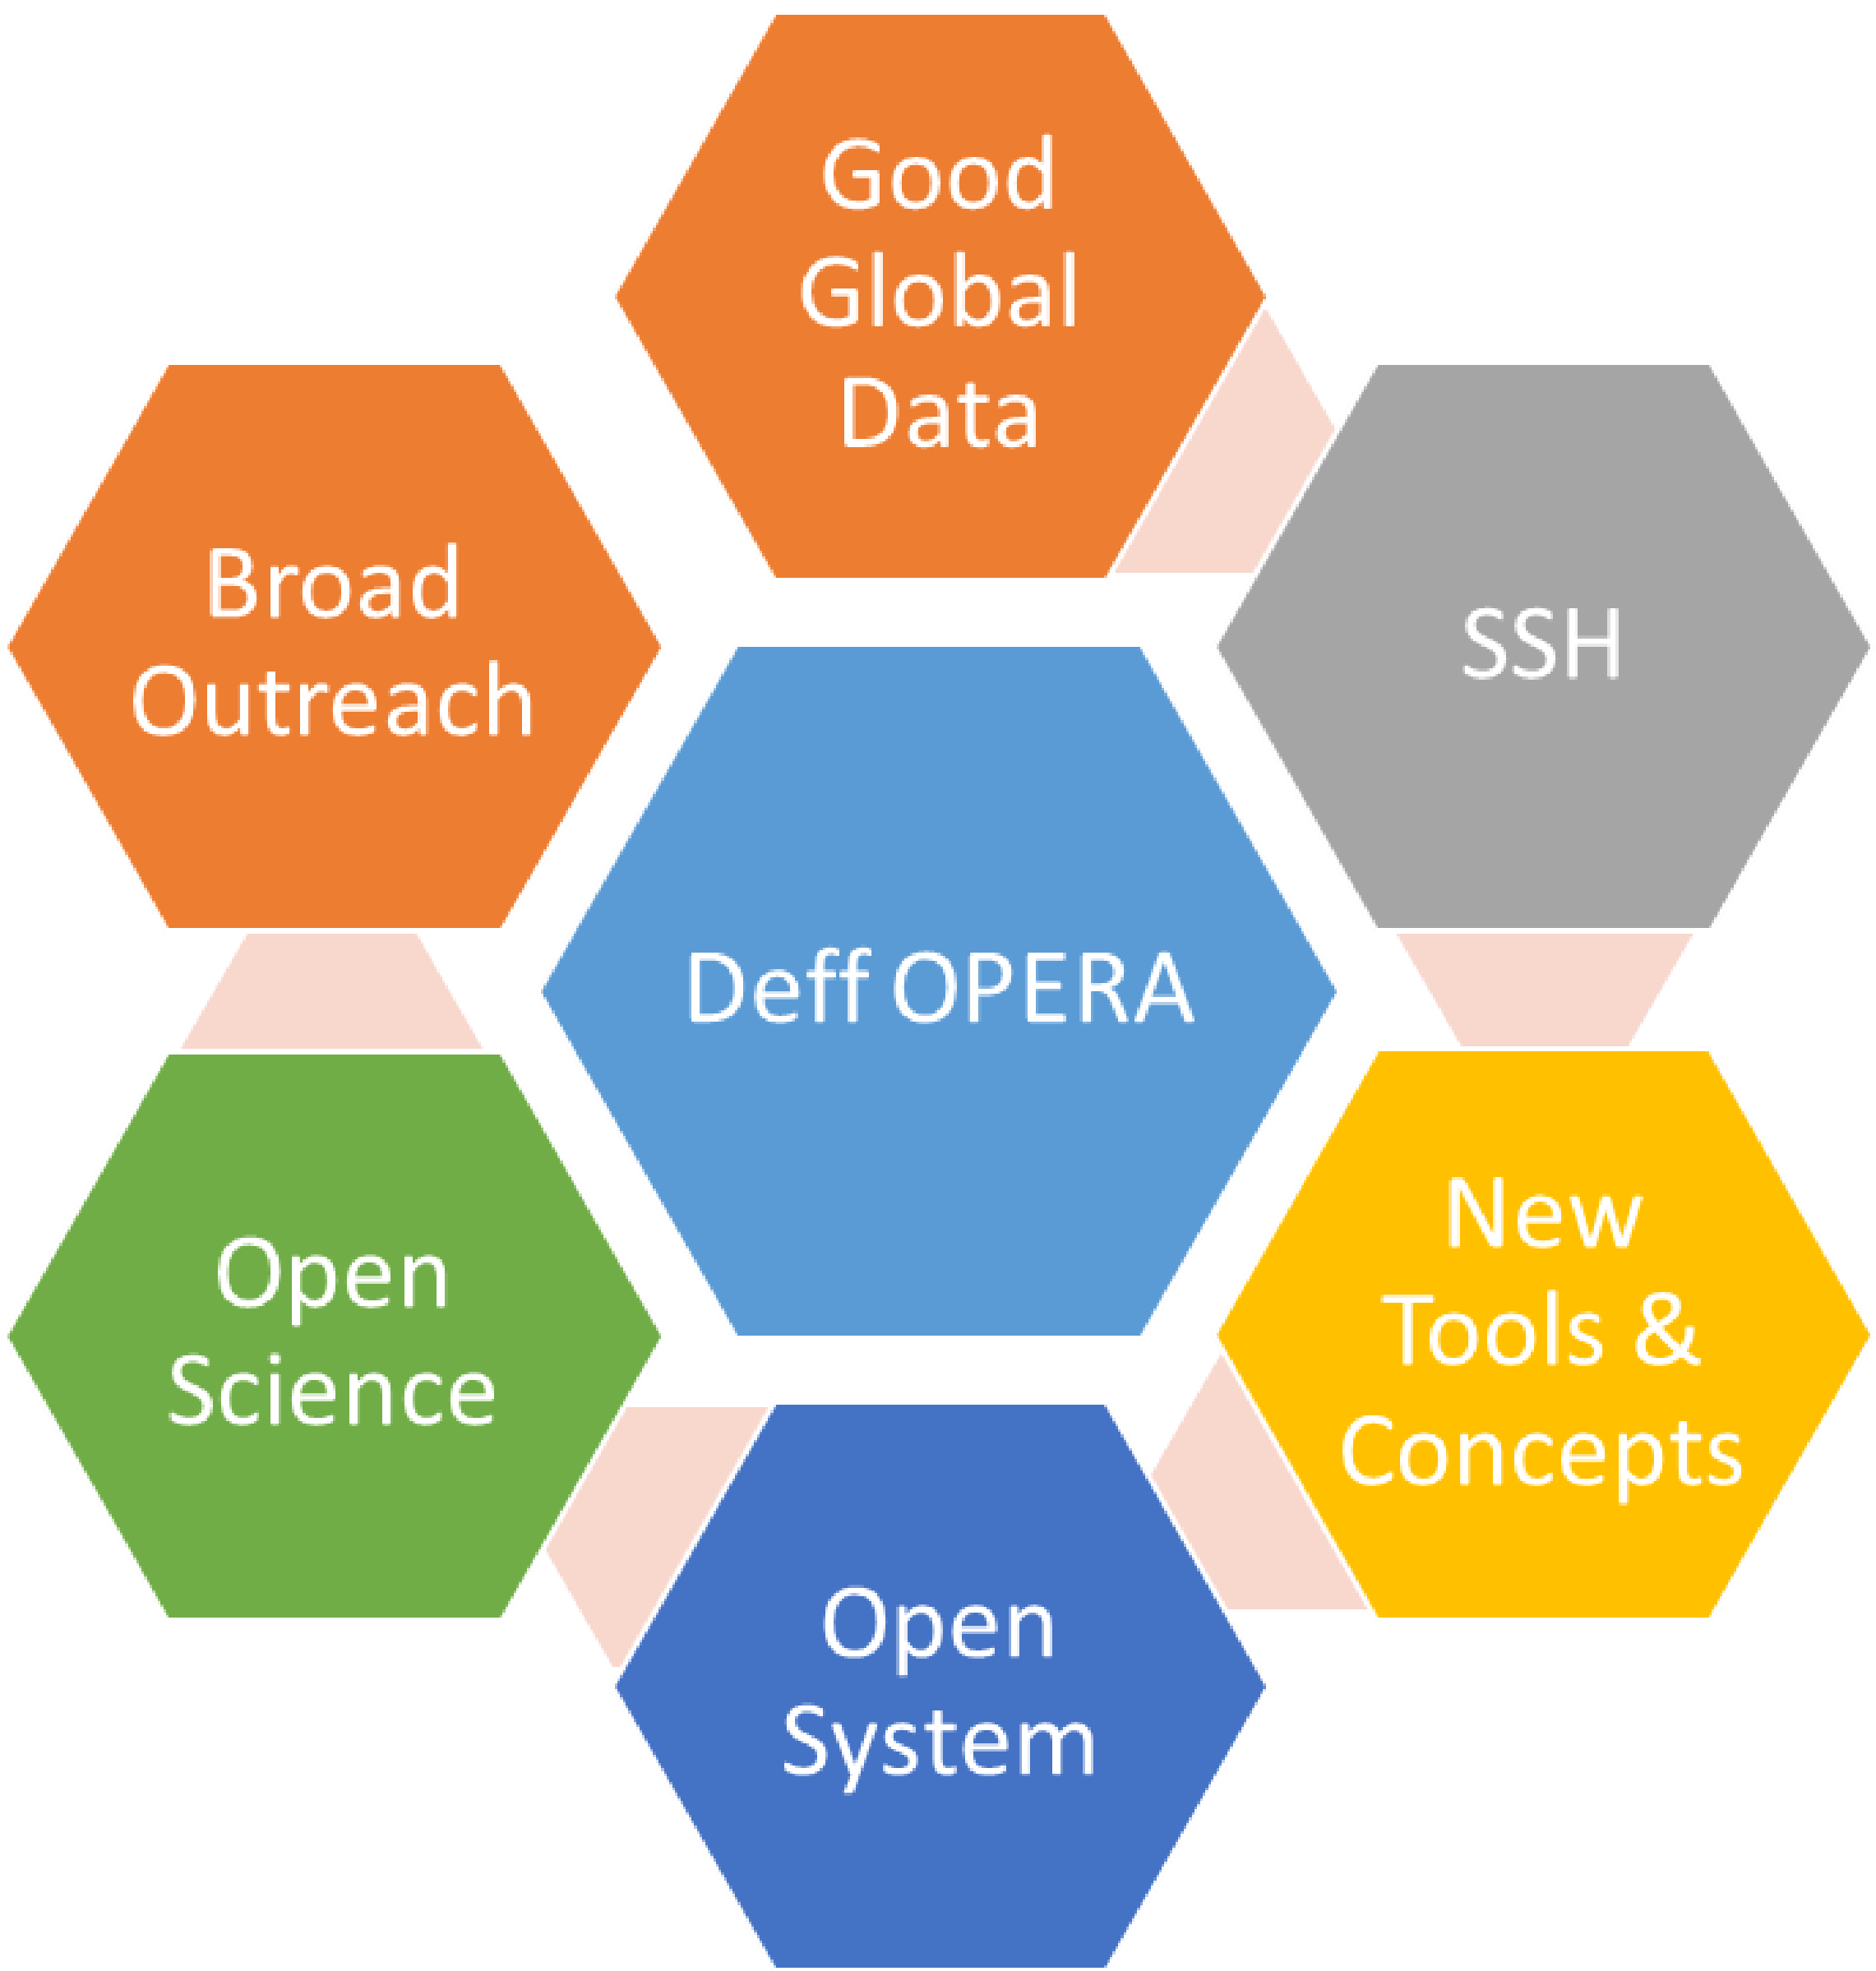 Good
Global
Data
Broad
Outreach
SSH
Deff OPERA
Open
Science
New
Tools &
Concepts
Open
System